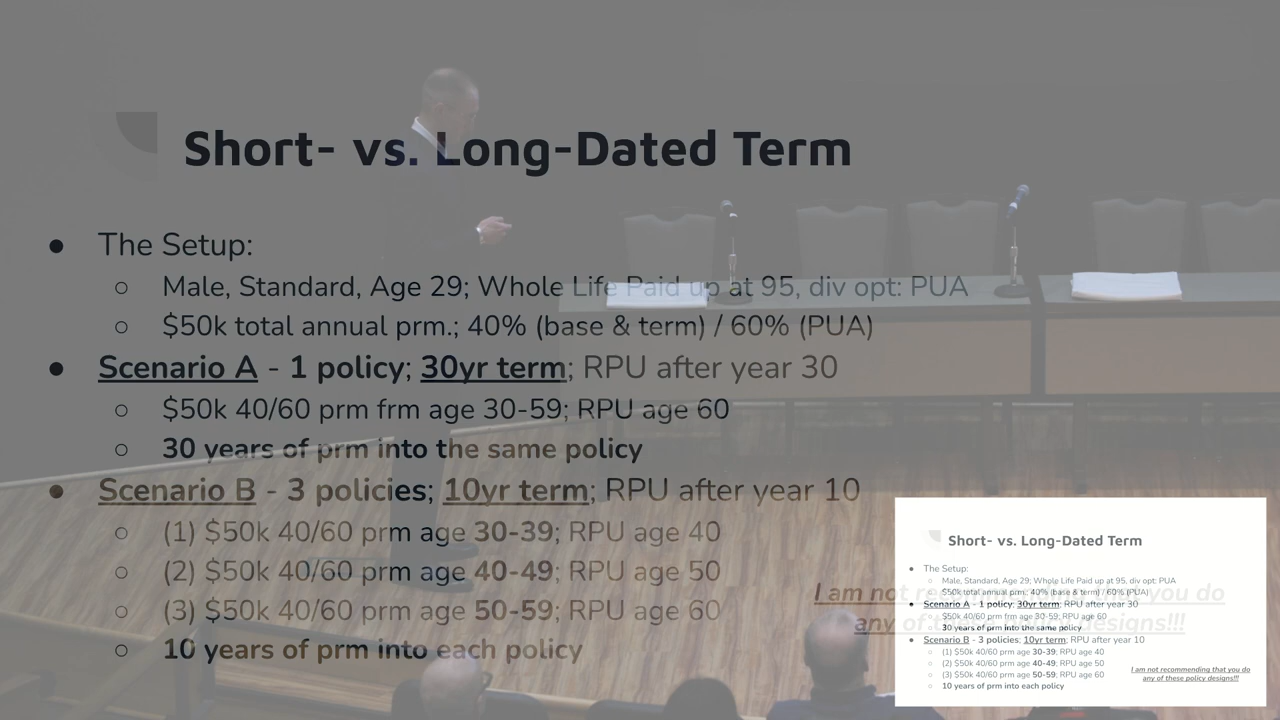 Short- vs. Long-Dated Term
● The Setup:
○ Male, Standard, Age 29; Whole Life Paid up at 95, div opt: PUA
○ $50k total annual prm.; 40% (base & term) / 60% (PUA)
● Scenario A - 1 policy; 30yr term; RPU after year 30
○ $50k 40/60 prm frm age 30-59; RPU age 60
○ 30 years of prm into the same policy
● Scenario B - 3 policies; 10yr term; RPU after year 10
○ (1) $50k 40/60 prm age 30-39; RPU age 40
○ (2) $50k 40/60 prm age 40-49; RPU age 50
○ (3) $50k 40/60 prm age 50-59; RPU age 60
○ 10 years of prm into each policy
I am not you do
any designs!!!
Short- vs. Long-Dated Term
● The Setup:
○ Male, Standard, Age 29; Whole Life Paid up at 95, div opt: PUA
○ $50k total annual prm.; 40% (base & term) / 60% (PUA)
● Scenario A - 1 policy; 30yr term; RPU after year 30
○ $50k 40/60 prm frm age 30-59; RPU age 60
○ 30 years of prm into the same policy
● Scenario B - 3 policies; 10yr term; RPU after year 10
○ (1) $50k 40/60 prm age 30-39; RPU age 40
○ (2) $50k 40/60 prm age 40-49; RPU age 50
○ (3) $50k 40/60 prm age 50-59; RPU age 60
○ 10 years of prm into each policy
I am not recommending that you do
any of these policy designs!!!